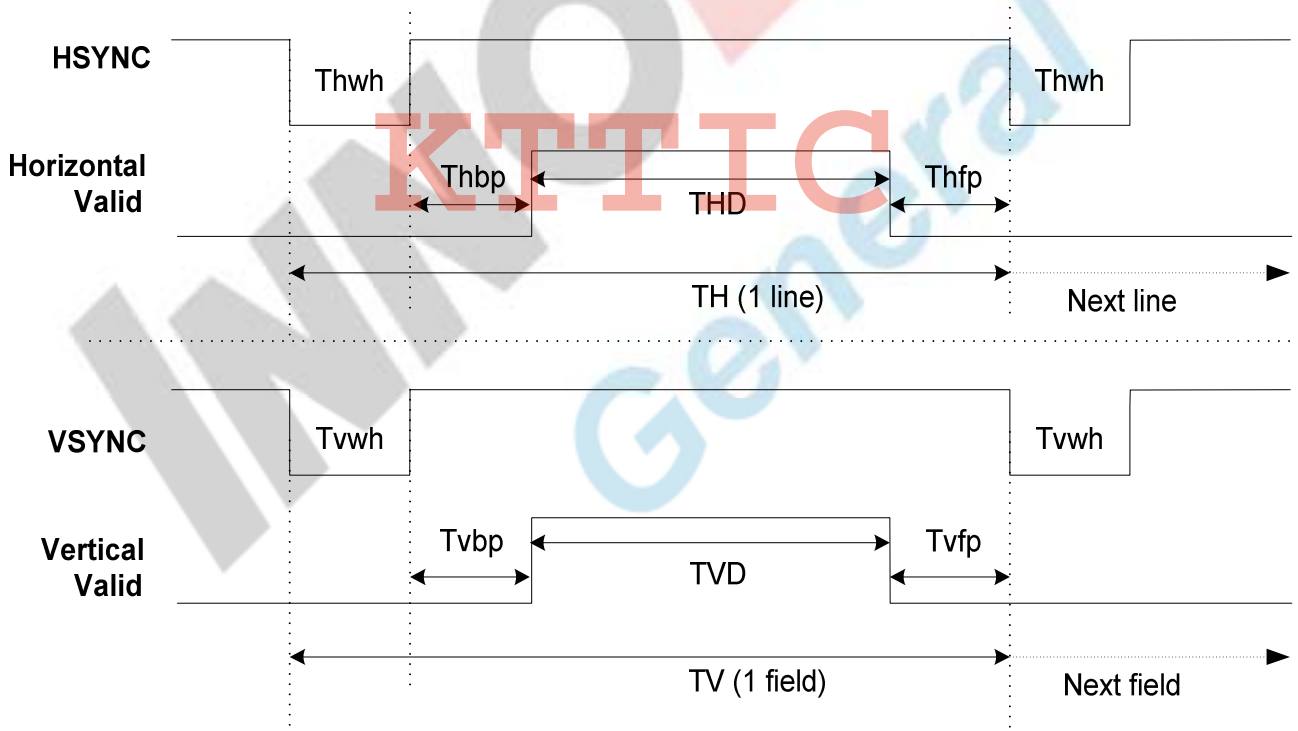 HSYNC
Thwh
Thwh
KTTIC
Horizontal
Valid
Thbp
THD
Thfp
TH (1 line)
Next line
INNO
General
VSYNC
Tvwh
Tvwh
Vertical
Valid
Tvbp
TVD
Tvfp
TV (1 field)
Next field